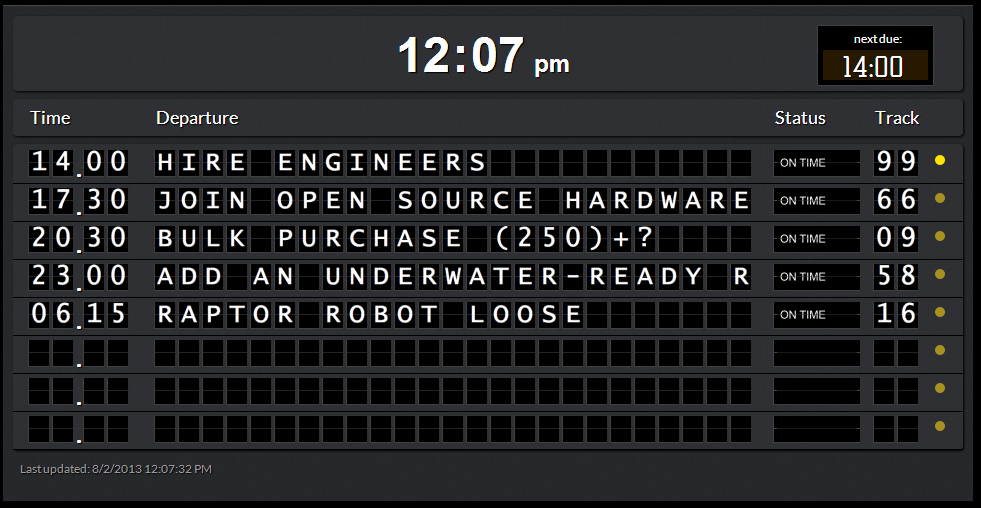 12:07 pm
next due:
14:00
Time Departure Status Track
14.00 HIRE ENGINEERS ON TIME 99
17.30 JOIN OPEN SOURCE HARDWARE ON TIME 66
20.30 BULK PURCHASE (250)+? ON TIME 09
23.00 ADD AN UNDERWATER-READY R ON TIME 58
06.15 RAPTOR ROBOT LOOSE ON TIME 16
.
.
.
Last updated: 8/2/2013 12:07:32 PM